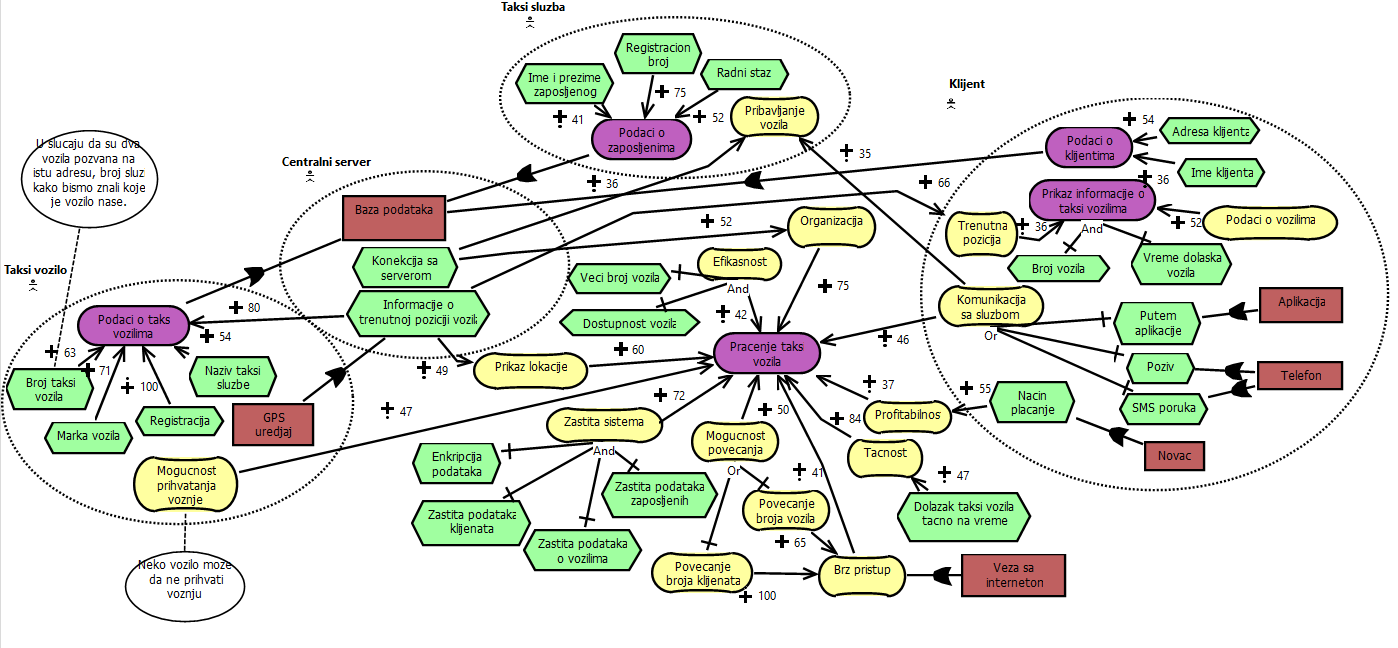 Taksi sluzba
Ime i prezime
zaposljenog
Registracion
broj
Radni staz
Pribavljanje
vozila
Podaci o
zaposljenima
41
75
52
U slucaju da su dva
vozila pozvana na
istu adresu, broj sluzi
kako bismo znali koje
je vozilo nase.
Centralni server
Baza podataka
Konekcija sa
serverom
Informacije o
trenutnoj poziciji vozil
36
35
66
52
Klijent
Podaci o
klijentima
54
Adresa klijenta
Ime klijenta
36
Prikaz informacije o
taksi vozilima
And
Podaci o vozilima
52
Trenutna
pozicija
36
Broj vozila
Vreme dolaska
vozila
Komunikacija
sa sluzbom
Or
Putem
aplikacije
Aplikacija
Poziv
Telefon
SMS poruka
Nacin
placanje
55
Novac
Taksi vozilo
Podaci o taks
vozilima
80
54
63
71
100
Broj taksi
vozila
Marka vozila
Registracija
Naziv taksi
sluzbe
GPS
uredjaj
Mogucnost
prihvatanja
voznje
Neko vozilo može
da ne prihvati
voznju
Organizacija
75
Efikasnost
And
42
Veci broj vozila
Dostupnost vozila
Pracenje taks
vozila
46
60
49
Prikaz lokacije
47
72
Zastita sistema
And
Enkripcija
podataka
Zastita podataka
klijenata
Zastita podataka
o vozilima
Zastita podataka
zaposljenih
50
Mogucnost
povecanja
Or
Povecanje
broja vozila
41
65
Povecanje
broja klijenata
100
Brz pristup
Veza sa
interneton
37
Profitabilnos
84
Tacnost
47
Dolazak taksi vozila
tacno na vreme